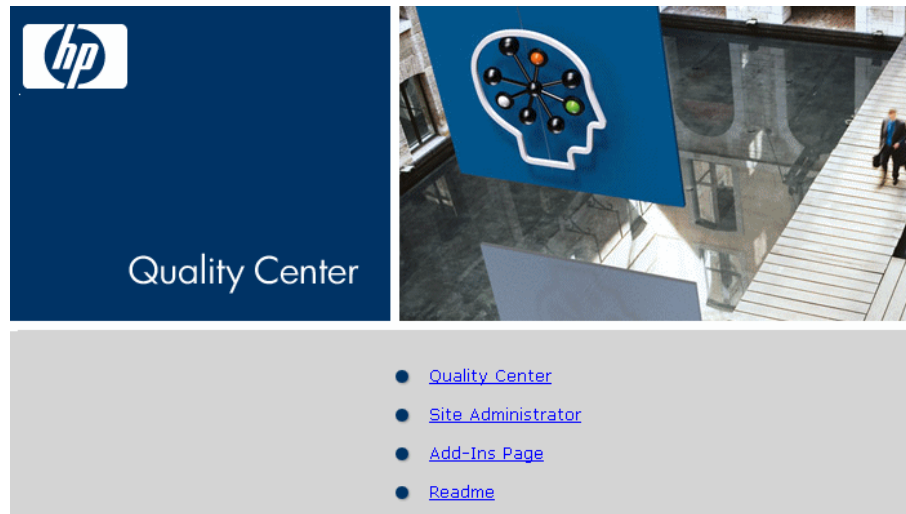 hp
Quality Center
Quality Center
Site Administrator
Add-Ins Page
Readme